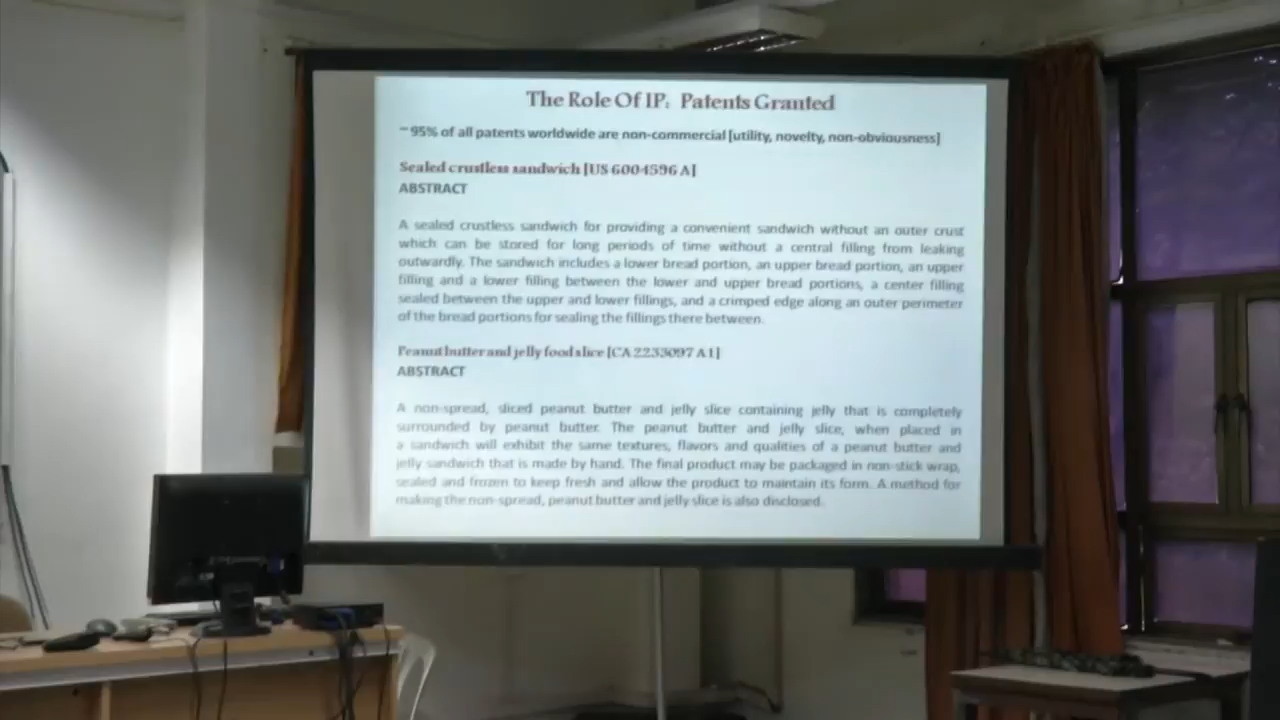 The Role Of IP: Patents Granted
~ 95% of all patents worldwide are non-commercial [utility, novelty, non-obviousness]
Sealed crustless sandwich [US 6004596 A]
ABSTRACT
A sealed crustless sandwich for providing a convenient sandwich without an outer crust
which can be stored for long periods of time without a central filling from leaking
outwardly. The sandwich includes a lower bread portion, an upper bread portion, an upper
filling and a lower filling between the lower and upper bread portions, a center filling
sealed between the upper and lower fillings, and a crimped edge along an outer perimeter
of the bread portions for sealing the fillings there between.
Peanut butter and jelly food slice [CA 2233097 A1]
ABSTRACT
A non-spread, sliced peanut butter and jelly slice containing jelly that is completely
surrounded by peanut butter. The peanut butter and jelly slice, when placed in
a sandwich will exhibit the same textures, flavors and qualities of a peanut butter and
jelly sandwich that is made by hand. The final product may be packaged in non-stick wrap,
sealed and frozen to keep fresh and allow the product to maintain its form. A method for
making the non-spread, peanut butter and jelly slice is also disclosed.